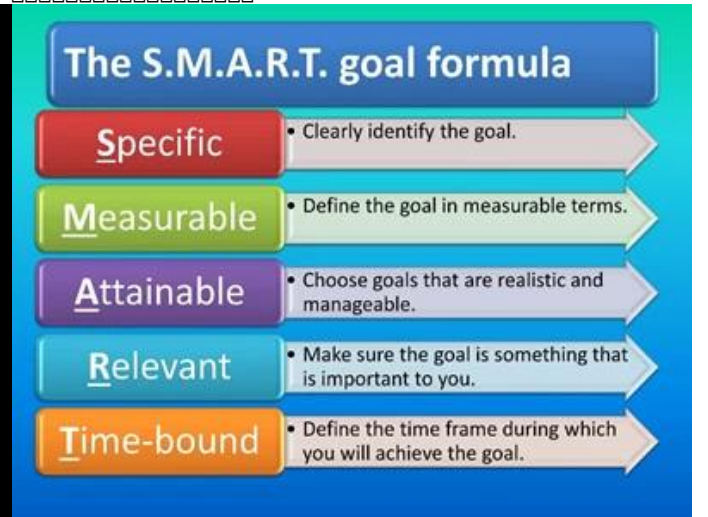 The S.M.A.R.T. goal formula
Specific
• Clearly identify the goal.
Measurable
• Define the goal in measurable terms.
Attainable
• Choose goals that are realistic and
manageable.
Relevant
• Make sure the goal is something that
is important to you.
Time-bound
• Define the time frame during which
you will achieve the goal.